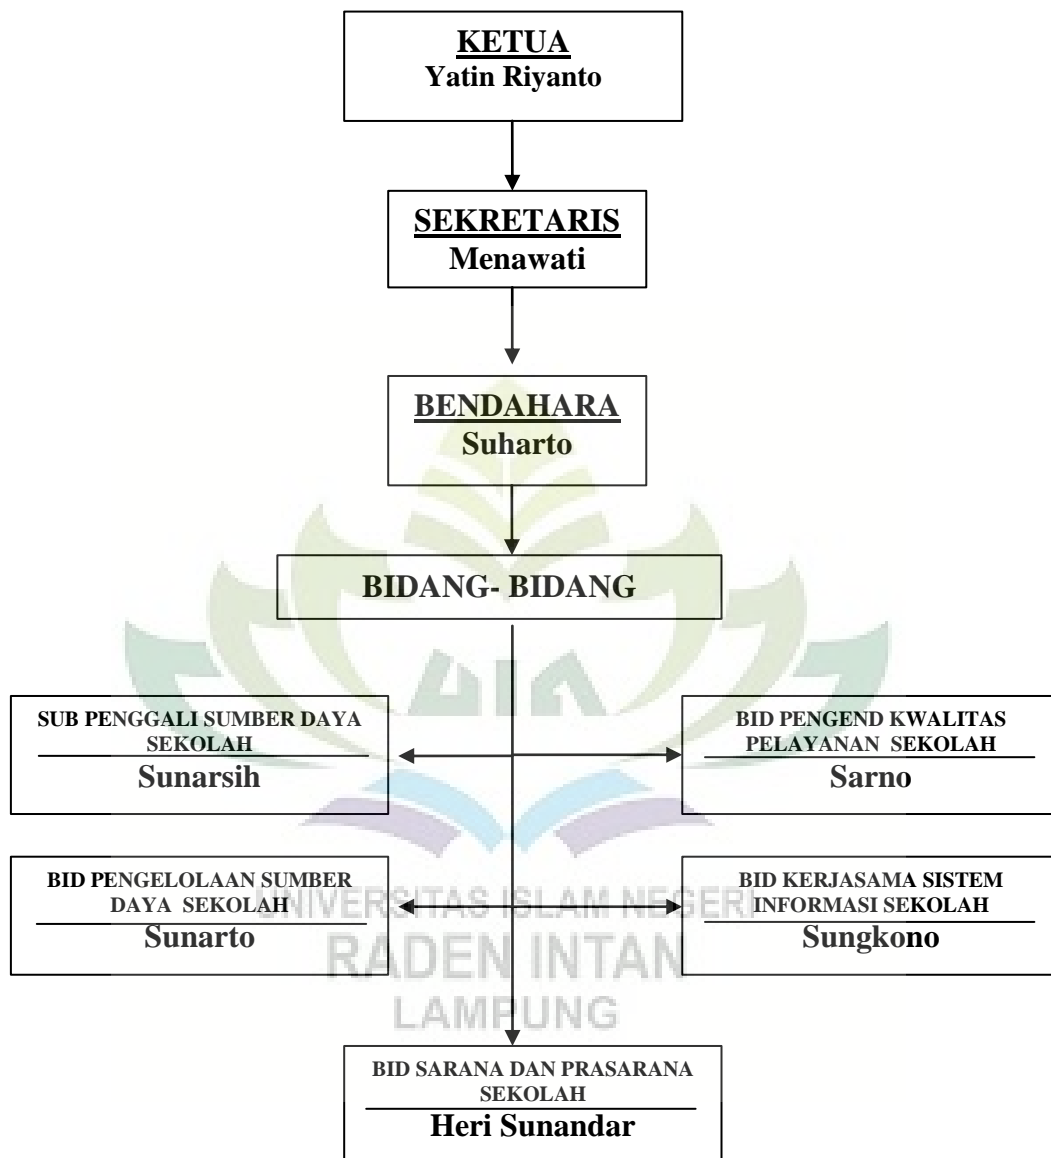 KETUA
Yatin Riyanto
SEKRETARIS
Menawati
BENDAHARA
Suharto
BIDANG- BIDANG
SUB PENGGALI SUMBER DAYA
SEKOLAH
Sunarsih
BID PENGEND KWALITAS
PELAYANAN SEKOLAH
Sarno
BID PENGELOLAAN SUMBER
DAYA SEKOLAH
Sunarto
BID KERJASAMA SISTEM
INFORMASI SEKOLAH
Sungkono
UNIVERSITAS ISLAM NEGERI
RADEN INTAN
LAMPUNG
BID SARANA DAN PRASARANA
SEKOLAH
Heri Sunandar